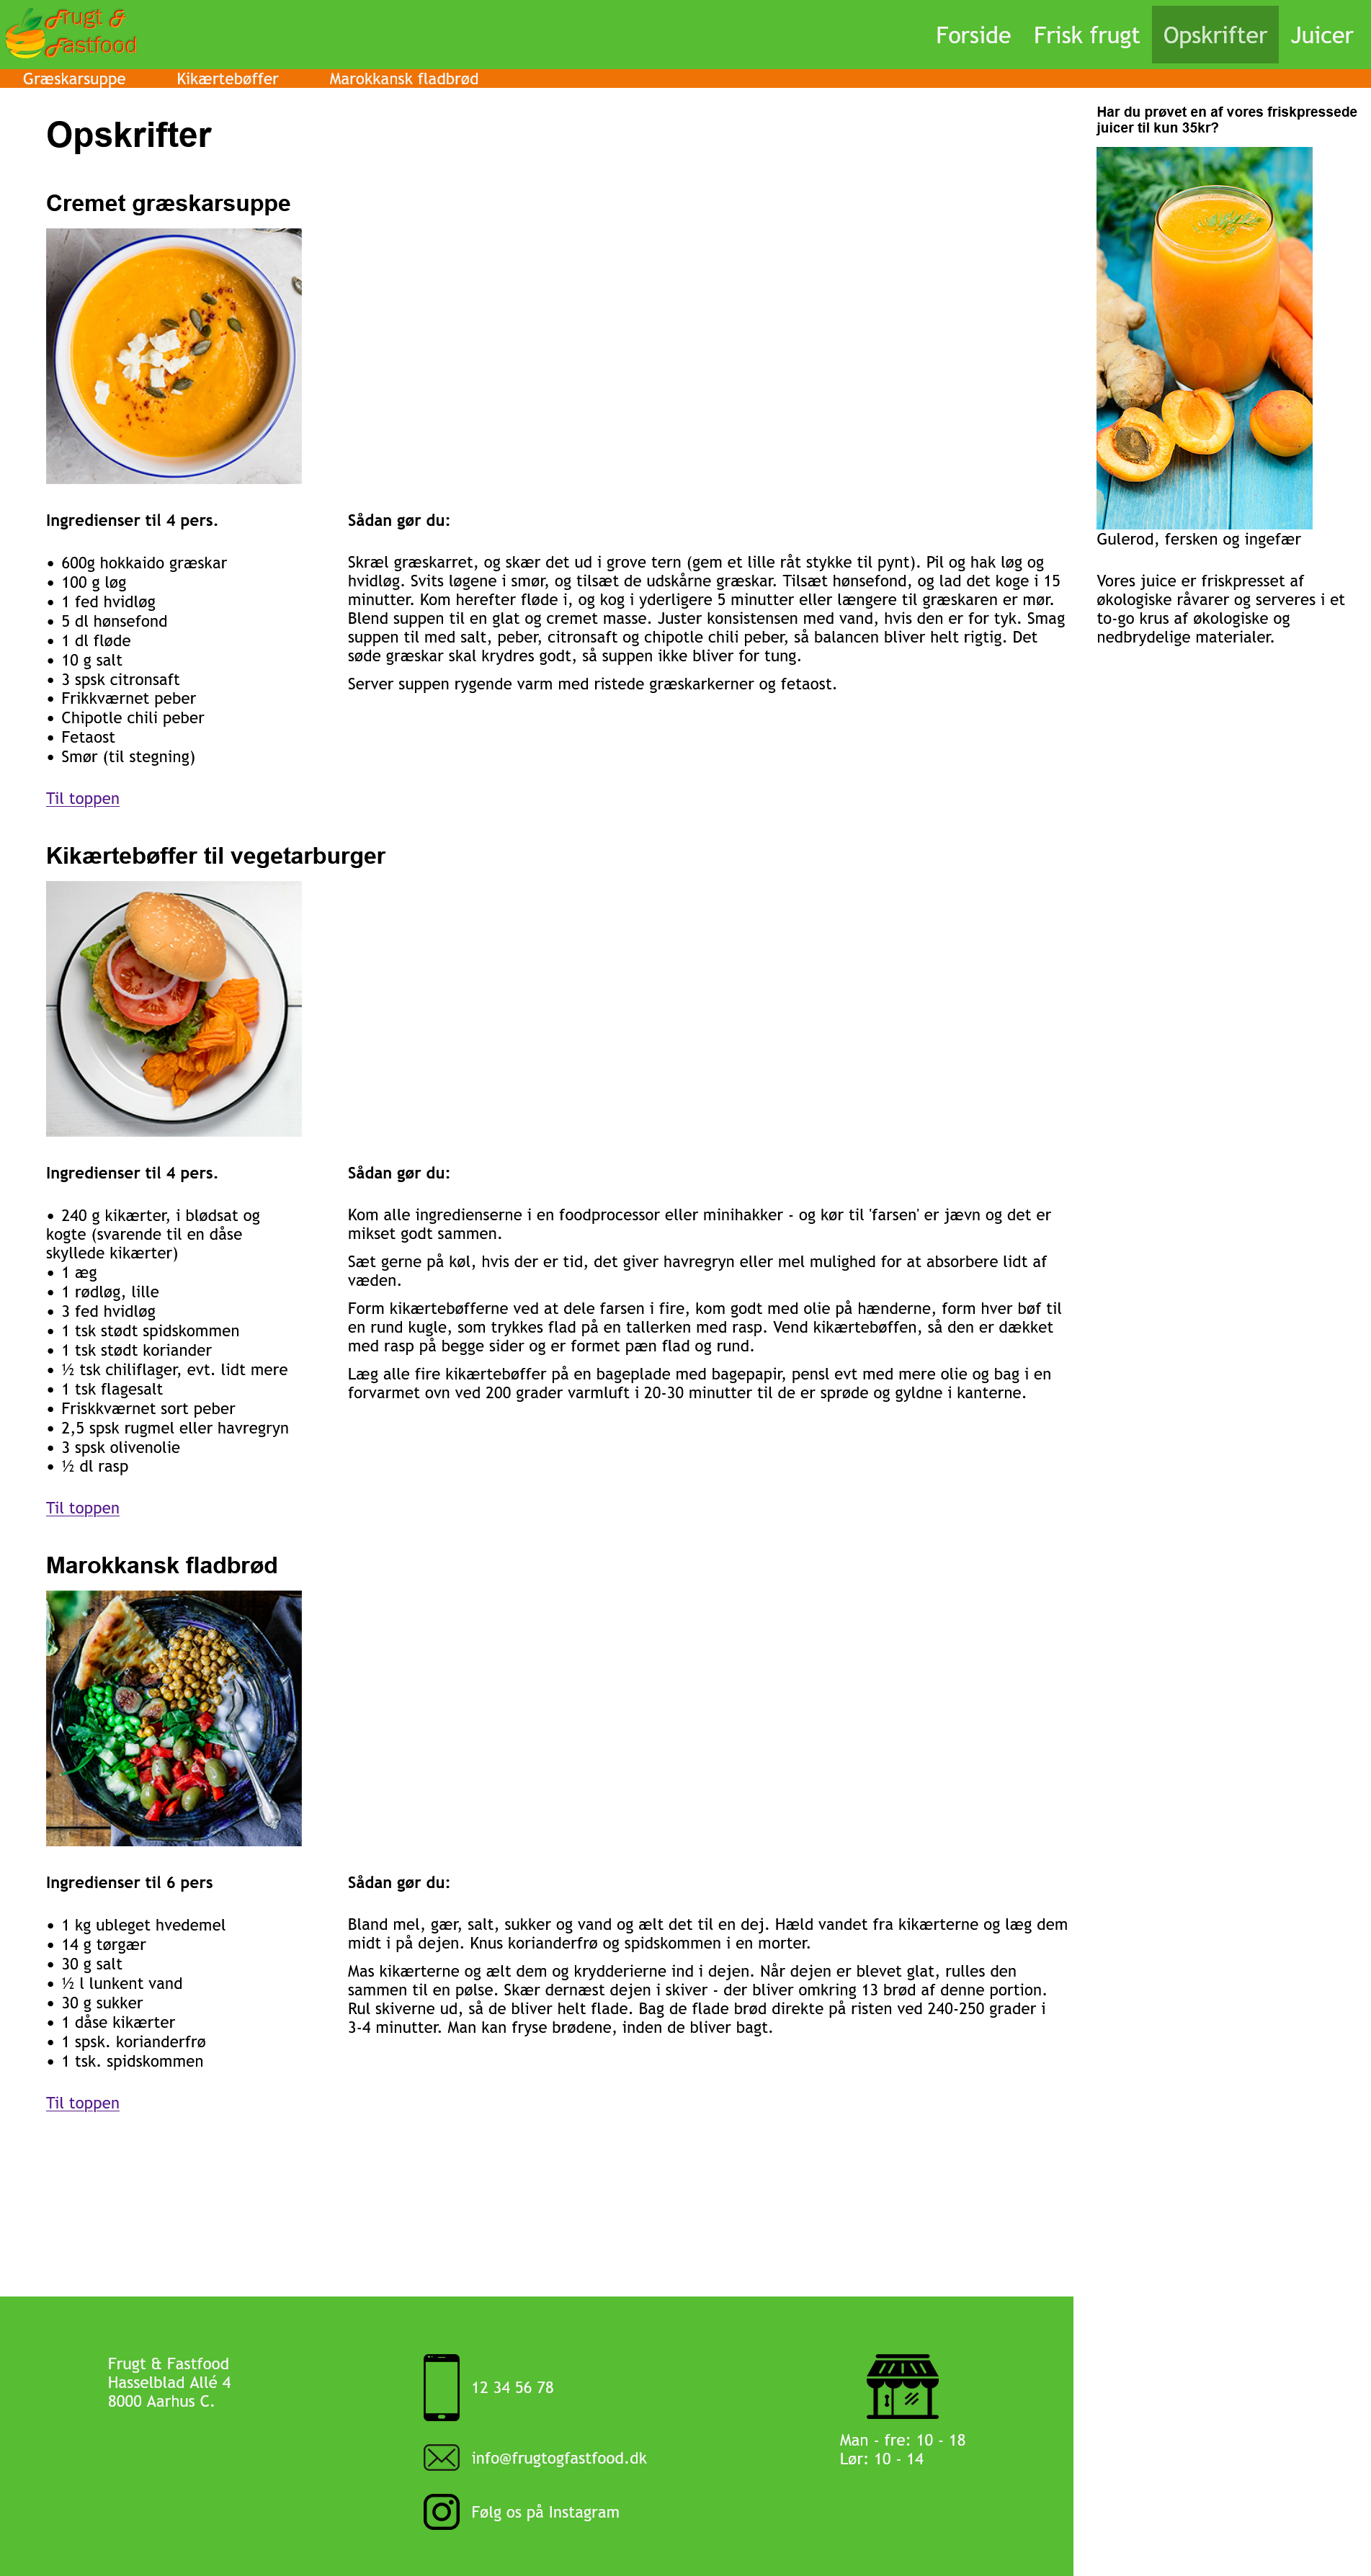 Frugt &
Fastfood
Forside Frisk frugt Opskrifter Juicer
Græskarsuppe Kikærtebøffer Marokkansk fladbrød
Opskrifter
Cremet græskarsuppe
Ingredienser til 4 pers.
• 600g hokkaido græskar
• 100 g løg
• 1 fed hvidløg
• 5 dl hønsefond
• 1 dl fløde
• 10 g salt
• 3 spsk citronsaft
• Frikkværnet peber
• Chipotle chili peber
• Fetaost
• Smør (til stegning)
Sådan gør du:
Skræl græskarret, og skær det ud i grove tern (gem et lille råt stykke til pynt). Pil og hak løg og
hvidløg. Svits løgene i smør, og tilsæt de udskårne græskar. Tilsæt hønsefond, og lad det koge i 15
minutter. Kom herefter fløde i, og kog i yderligere 5 minutter eller længere til græskaren er mør.
Blend suppen til en glat og cremet masse. Juster konsistensen med vand, hvis den er for tyk. Smag
suppen til med salt, peber, citronsaft og chipotle chili peber, så balancen bliver helt rigtig. Det
søde græskar skal krydres godt, så suppen ikke bliver for tung.
Server suppen rygende varm med ristede græskarkerner og fetaost.
Til toppen
Kikærtebøffer til vegetarburger
Ingredienser til 4 pers.
• 240 g kikærter, i blødsat og
kogte (svarende til en dåse
skyllede kikærter)
• 1 æg
• 1 rødløg, lille
• 3 fed hvidløg
• 1 tsk stødt spidskommen
• 1 tsk stødt koriander
• ½ tsk chiliflager, evt. lidt mere
• 1 tsk flagesalt
• Friskkværnet sort peber
• 2,5 spsk rugmel eller havregryn
• 3 spsk olivenolie
• ½ dl rasp
Sådan gør du:
Kom alle ingredienserne i en foodprocessor eller minihakker - og kør til 'farsen' er jævn og det er
mikset godt sammen.
Sæt gerne på køl, hvis der er tid, det giver havregryn eller mel mulighed for at absorbere lidt af
væden.
Form kikærtebøfferne ved at dele farsen i fire, kom godt med olie på hænderne, form hver bøf til
en rund kugle, som trykkes flad på en tallerken med rasp. Vend kikærtebøffen, så den er dækket
med rasp på begge sider og er formet pæn flad og rund.
Læg alle fire kikærtebøffer på en bageplade med bagepapir, pensl evt med mere olie og bag i en
forvarmet ovn ved 200 grader varmluft i 20-30 minutter til de er sprøde og gyldne i kanterne.
Til toppen
Marokkansk fladbrød
Ingredienser til 6 pers
• 1 kg ubleget hvedemel
• 14 g tørgær
• 30 g salt
• ½ l lunkent vand
• 30 g sukker
• 1 dåse kikærter
• 1 spsk. korianderfrø
• 1 tsk. spidskommen
Sådan gør du:
Bland mel, gær, salt, sukker og vand og ælt det til en dej. Hæld vandet fra kikærterne og læg dem
midt i på dejen. Knus korianderfrø og spidskommen i en morter.
Mas kikærterne og ælt dem og krydderierne ind i dejen. Når dejen er blevet glat, rulles den
sammen til en pølse. Skær dernæst dejen i skiver - der bliver omkring 13 brød af denne portion.
Rul skiverne ud, så de bliver helt flade. Bag de flade brød direkte på risten ved 240-250 grader i
3-4 minutter. Man kan fryse brødene, inden de bliver bagt.
Til toppen
Har du prøvet en af vores friskpressede
juicer til kun 35kr?
Gulerod, fersken og ingefær
Vores juice er friskpresset af
økologiske råvarer og serveres i et
to-go krus af økologiske og
nedbrydelige materialer.
Frugt & Fastfood
Hasselblad Allé 4
8000 Aarhus C.
12 34 56 78
info@frugtogfastfood.dk
Følg os på Instagram
Man - fre: 10 - 18
Lør: 10 - 14